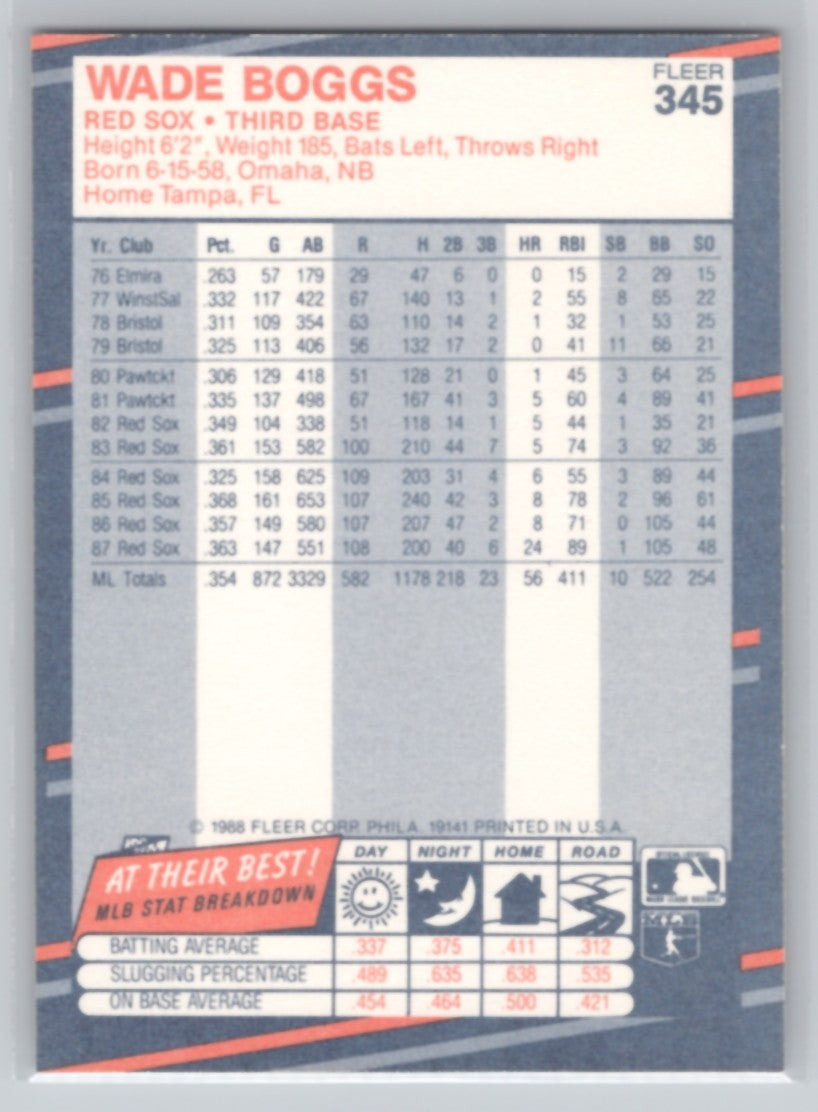 WADE BOGGS
FLEER
345
RED SOX • THIRD BASE
Height 6'2", Weight 185, Bats Left, Throws Right
Born 6-15-58, Omaha, NB
Home Tampa, FL
Yr. Club Pct. G AB R H 2B 3B HR RBI SB BB SO
76 Elmira .263 57 179 29 47 6 0 0 15 2 29 15
77 WinstSal .332 117 422 67 140 13 1 2 55 8 65 22
78 Bristol .311 109 354 63 110 14 2 1 32 1 53 25
79 Bristol .325 113 406 56 132 17 2 0 41 11 66 21
80 Pawtckt .306 129 418 51 128 21 0 1 45 3 64 25
81 Pawtckt .335 137 498 67 167 41 3 5 60 4 89 41
82 Red Sox .349 104 338 51 118 14 1 5 44 1 35 21
83 Red Sox .361 153 582 100 210 44 7 5 74 3 92 36
84 Red Sox .325 158 625 109 203 31 4 6 55 3 89 44
85 Red Sox .368 161 653 107 240 42 3 8 78 2 96 61
86 Red Sox .357 149 580 107 207 47 2 8 71 0 105 44
87 Red Sox .363 147 551 108 200 40 6 24 89 1 105 48
ML Totals .354 872 3329 582 1178 218 23 56 411 10 522 254
© 1988 FLEER CORP. PHILA. 19141 PRINTED IN U.S.A.
AT THEIR BEST!
MLB STAT BREAKDOWN
DAY NIGHT HOME ROAD
BATTING AVERAGE .337 .375 .411 .312
SLUGGING PERCENTAGE .489 .635 .638 .535
ON BASE AVERAGE .454 .464 .500 .421